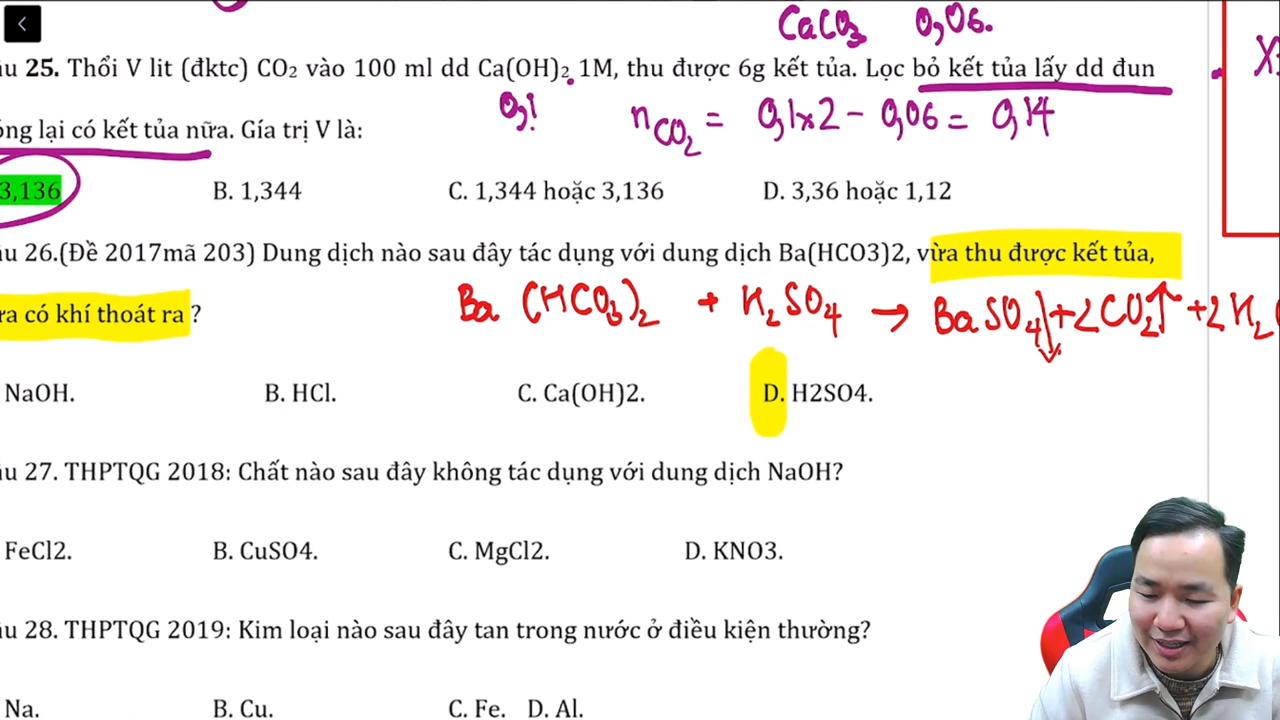 CaCO3 0,06.
âu 25. Thổi V lit (đktc) CO₂ vào 100 ml dd Ca(OH)₂ 1M, thu được 6g kết tủa. Lọc bỏ kết tủa lấy dd đun
0,1
nCO2 = 0,1x2 - 0,06 = 0,14
óng lại có kết tủa nữa. Gía trị V là:
3,136 B. 1,344 C. 1,344 hoặc 3,136 D. 3,36 hoặc 1,12
âu 26.(Đề 2017mã 203) Dung dịch nào sau đây tác dụng với dung dịch Ba(HCO3)2, vừa thu được kết tủa,
ừa có khí thoát ra ?
Ba (HCO3)2 + H2SO4 → BaSO4↓ + 2CO2↑ + 2H2
NaOH. B. HCl. C. Ca(OH)2. D. H2SO4.
âu 27. THPTQG 2018: Chất nào sau đây không tác dụng với dung dịch NaOH?
FeCl2. B. CuSO4. C. MgCl2. D. KNO3.
âu 28. THPTQG 2019: Kim loại nào sau đây tan trong nước ở điều kiện thường?
Na. B. Cu. C. Fe. D. Al.